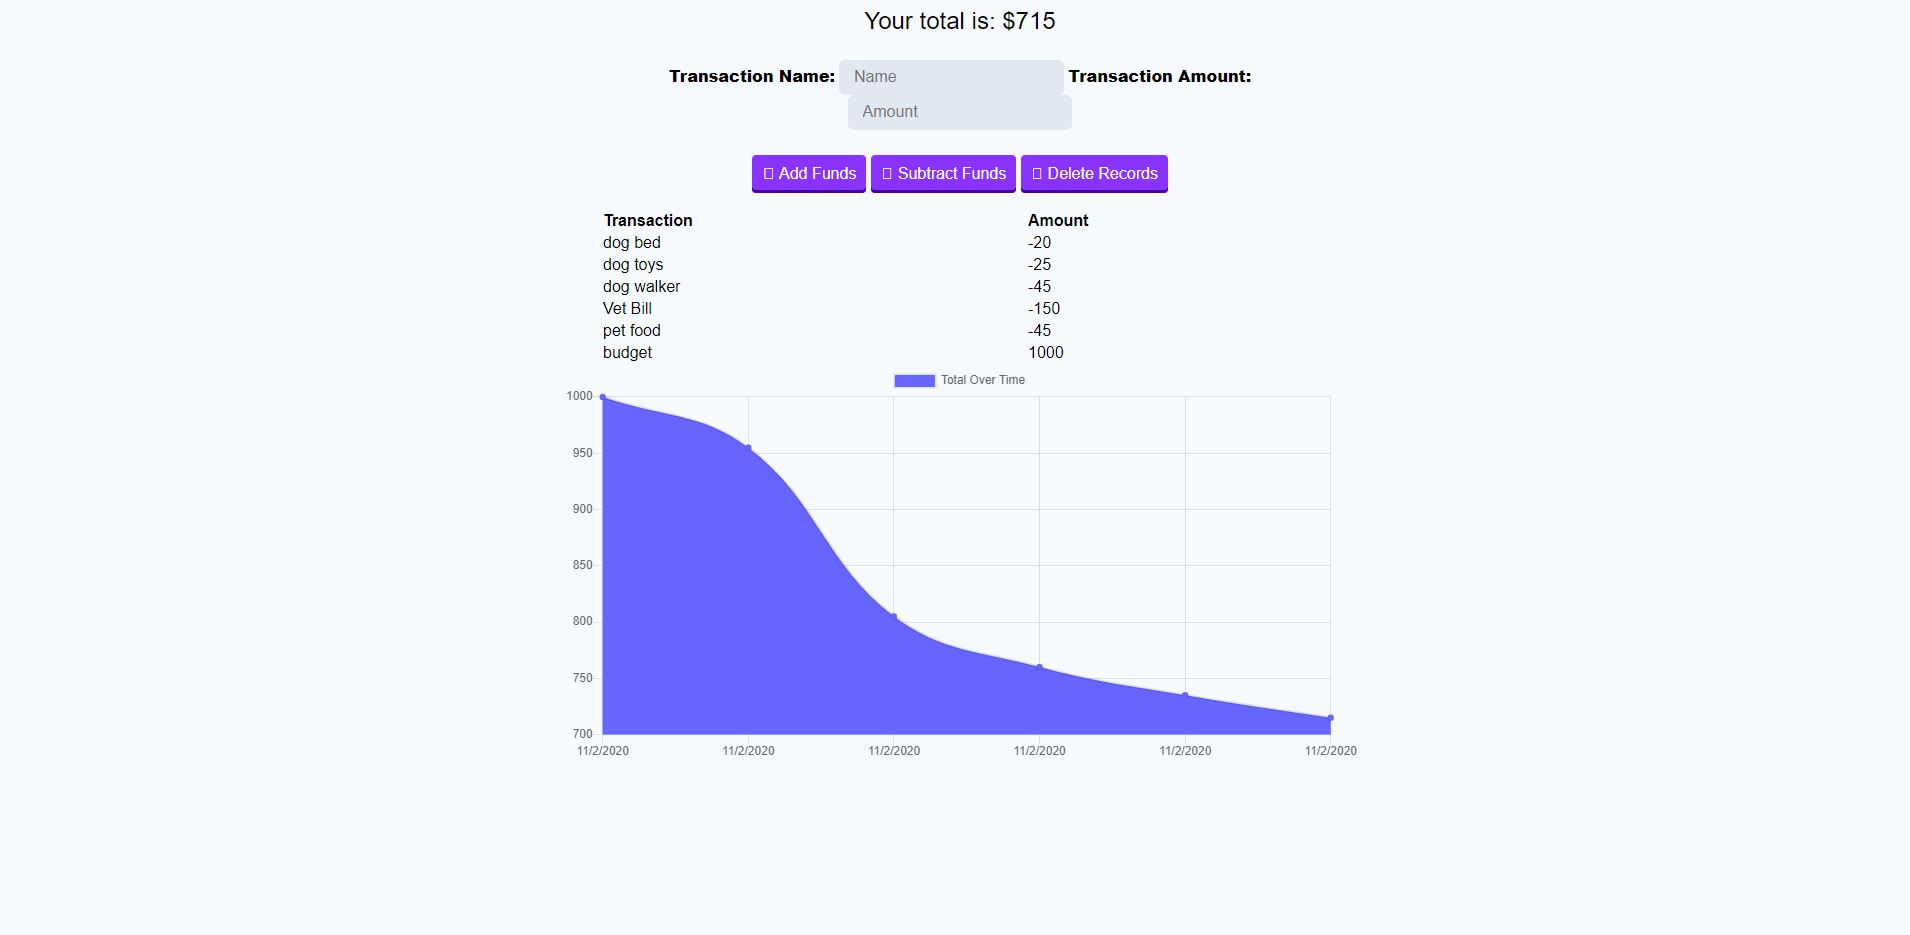 Your total is: $715
Transaction Name: Name Transaction Amount:
Amount
Add Funds Subtract Funds Delete Records
Transaction Amount
dog bed -20
dog toys -25
dog walker -45
Vet Bill -150
pet food -45
budget 1000
Total Over Time
1000
950
900
850
800
750
700
11/2/2020 11/2/2020 11/2/2020 11/2/2020 11/2/2020 11/2/2020